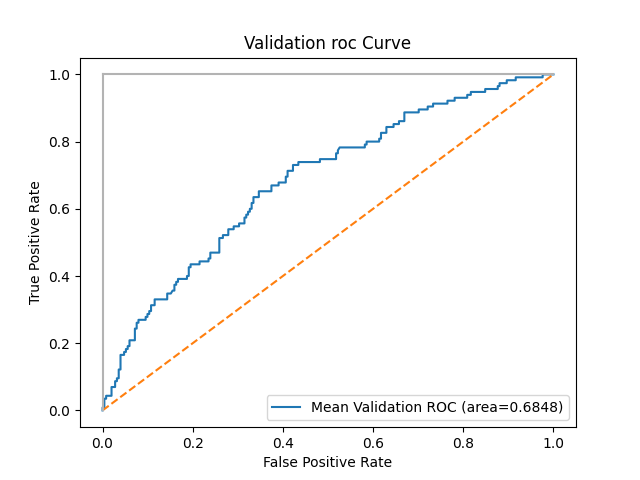 Validation roc Curve
1.0
0.8
0.6
0.4
0.2
0.0
True Positive Rate
Mean Validation ROC (area=0.6848)
0.0 0.2 0.4 0.6 0.8 1.0
False Positive Rate